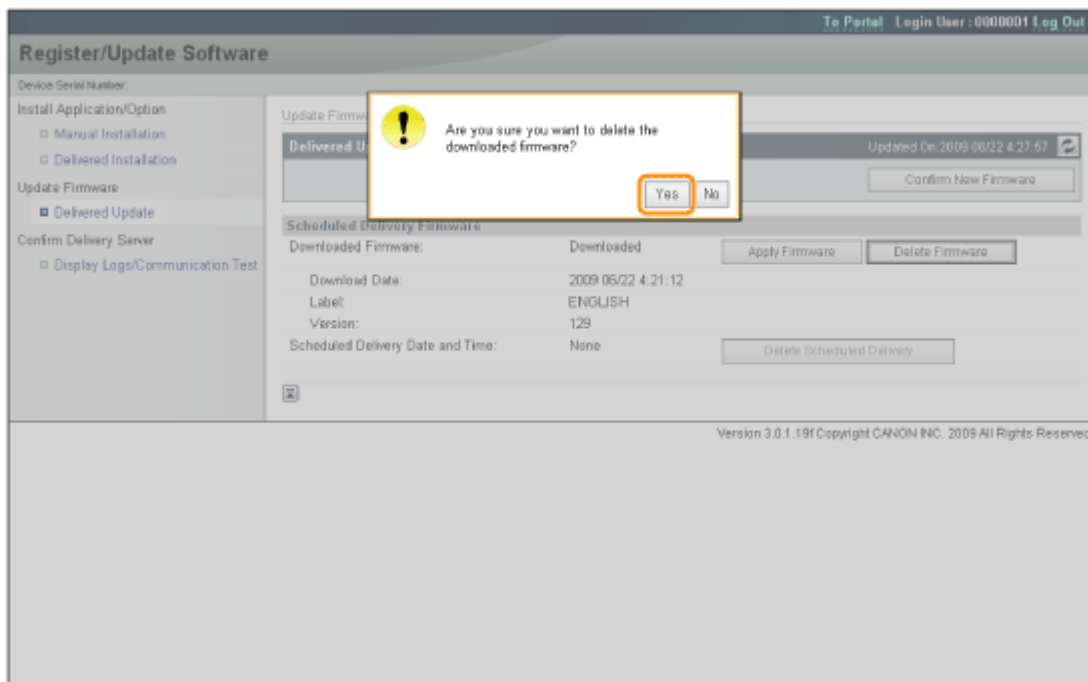 To Portal Login User : 0000001 Log Out
Register/Update Software
Device Serial Number:
Install Application/Option
Manual Installation
Delivered Installation
Update Firmware
Delivered Update
Confirm Delivery Server
Display Logs/Communication Test
Update Firmw
Delivered U
Updated On:2009 06/22 4:27:57
Confirm New Firmware
Are you sure you want to delete the
downloaded firmware?
Yes No
Scheduled Delivery Firmware
Downloaded Firmware: Downloaded Apply Firmware Delete Firmware
Download Date: 2009 06/22 4:21:12
Label: ENGLISH
Version: 129
Scheduled Delivery Date and Time: None Delete Scheduled Delivery
Version 3.0.1.19f Copyright CANON INC. 2009 All Rights Reserved